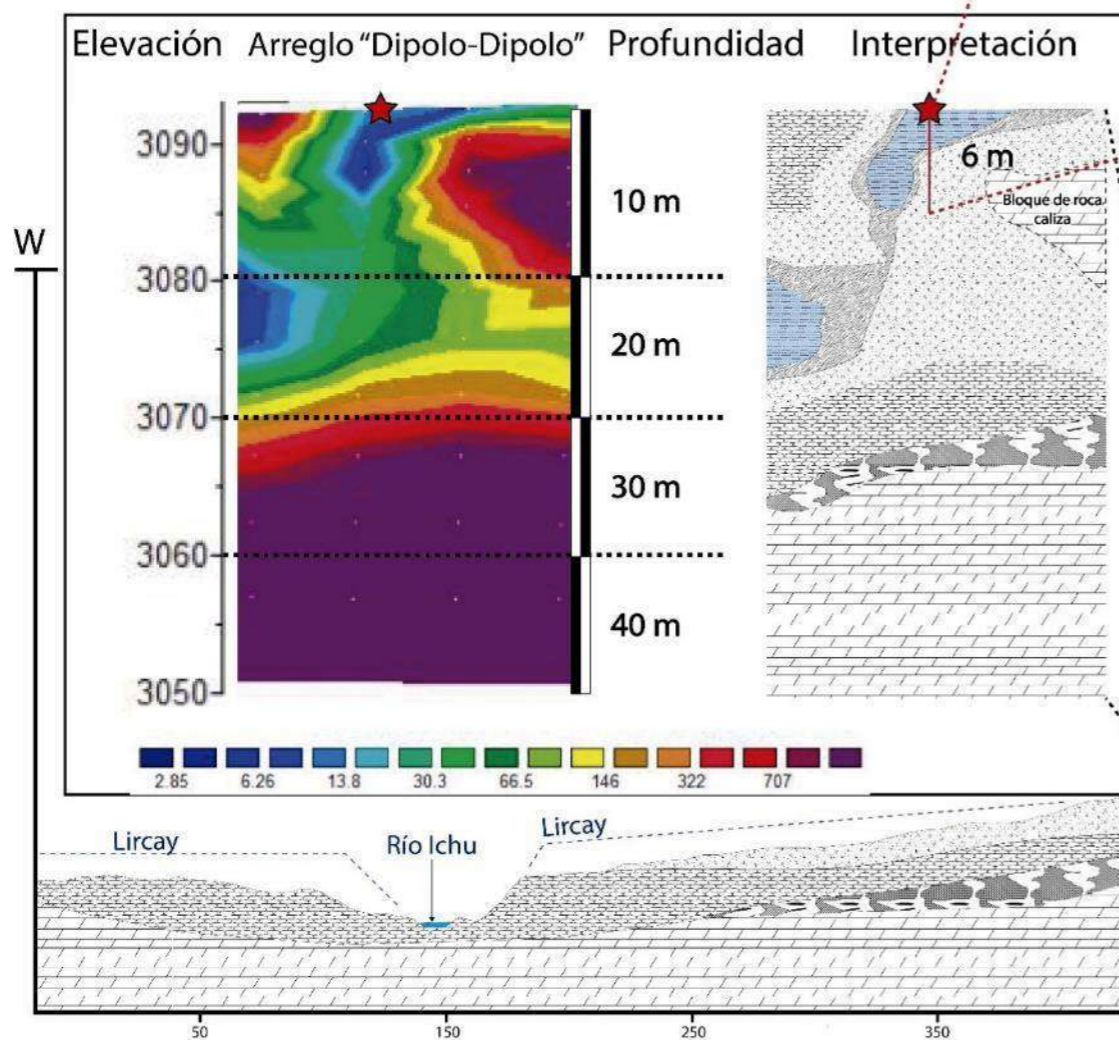 Elevación Arreglo "Dipolo-Dipolo" Profundidad Interpretación
3090
3080
3070
3060
3050
10 m
20 m
30 m
40 m
6 m
Bloque de roca
caliza
W
2.85 6.26 13.8 30.3 66.5 146 322 707
Lircay
Río Ichu
Lircay
50 150 250 350